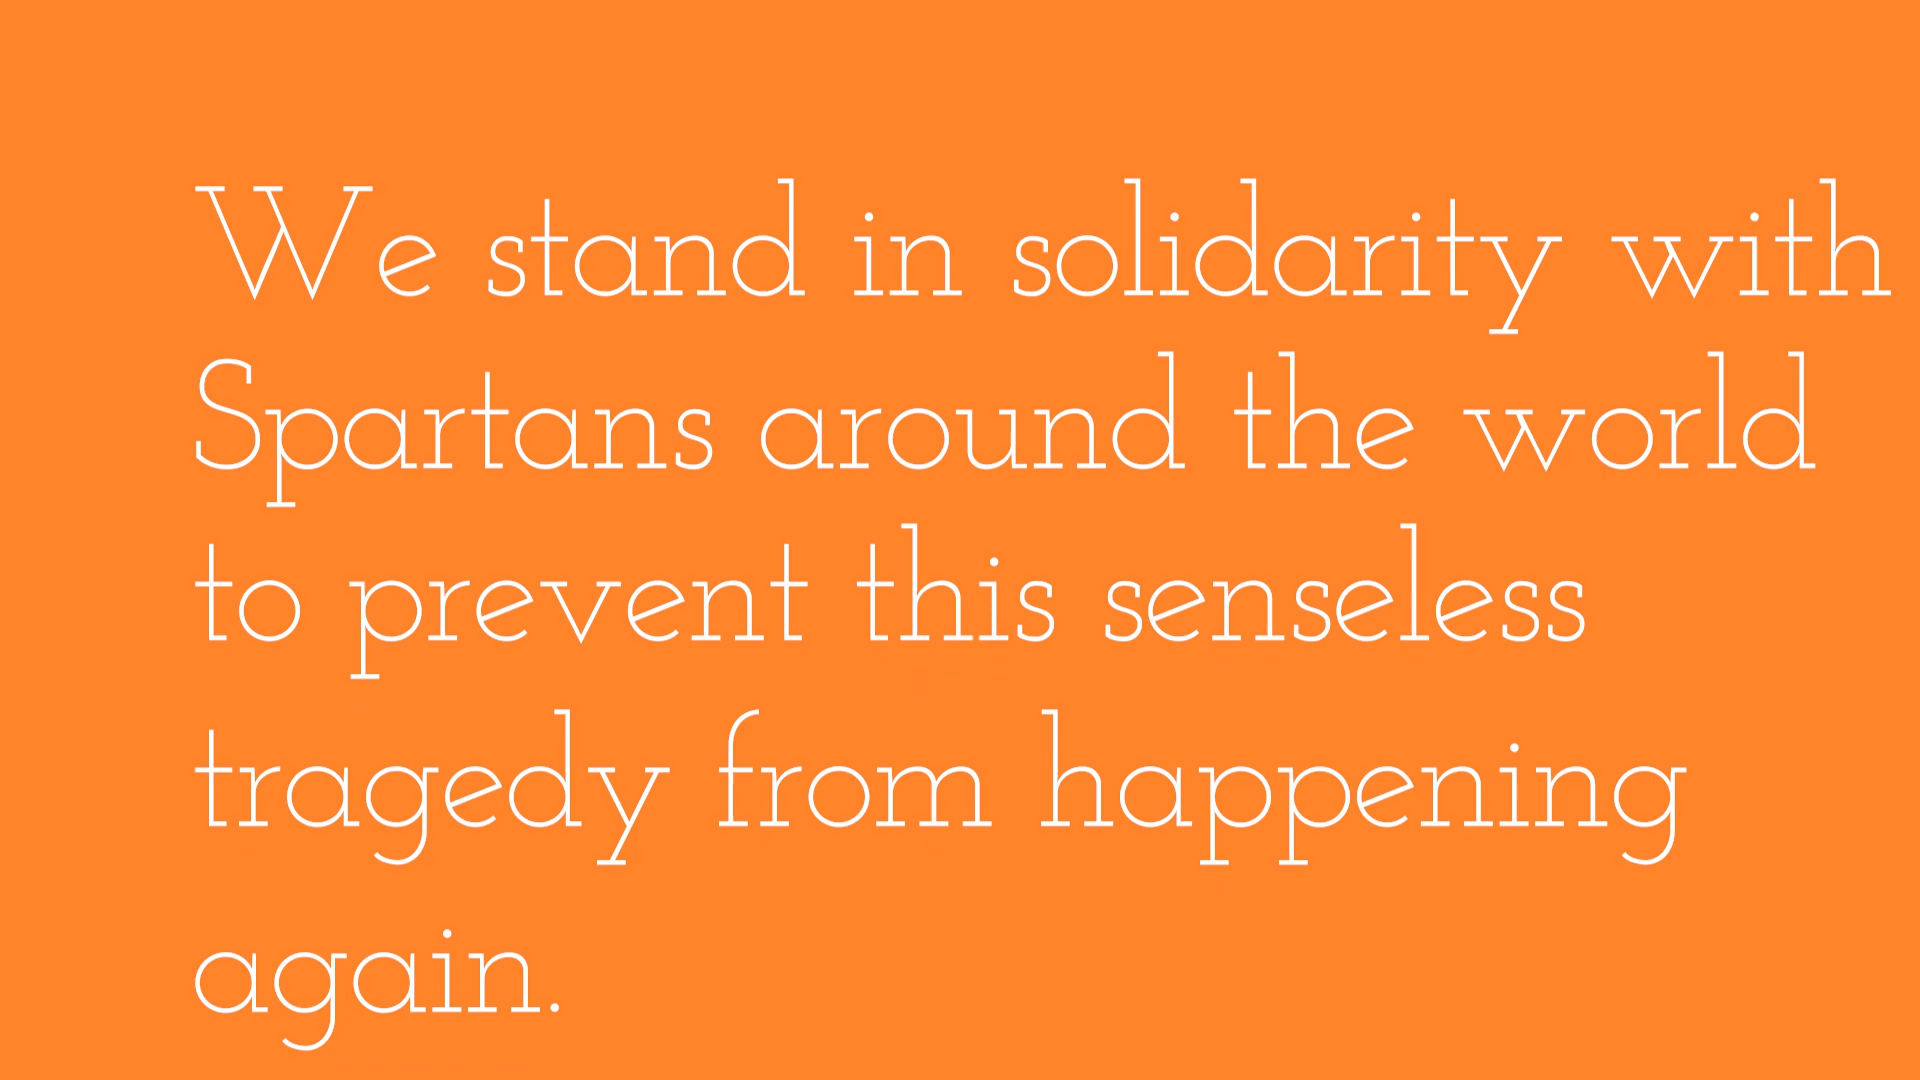 We stand in solidarity with
Spartans around the world
to prevent this senseless
tragedy from happening
again.